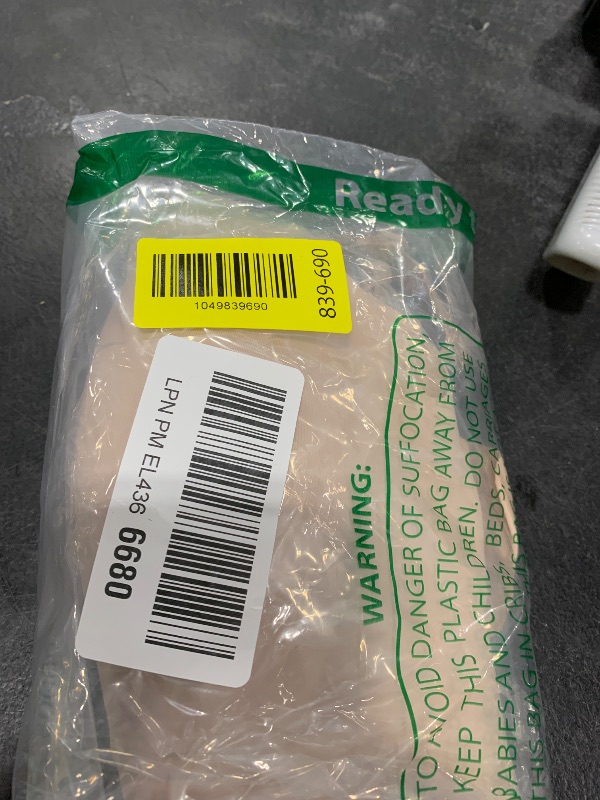 Ready
1049839690
839-690
LPN PM EL436 6680
WARNING:
TO AVOID DANGER OF SUFFOCATION
KEEP THIS PLASTIC BAG AWAY FROM
BABIES AND CHILDREN. DO NOT USE
THIS BAG IN CRIBS, BEDS, CARRIAGES